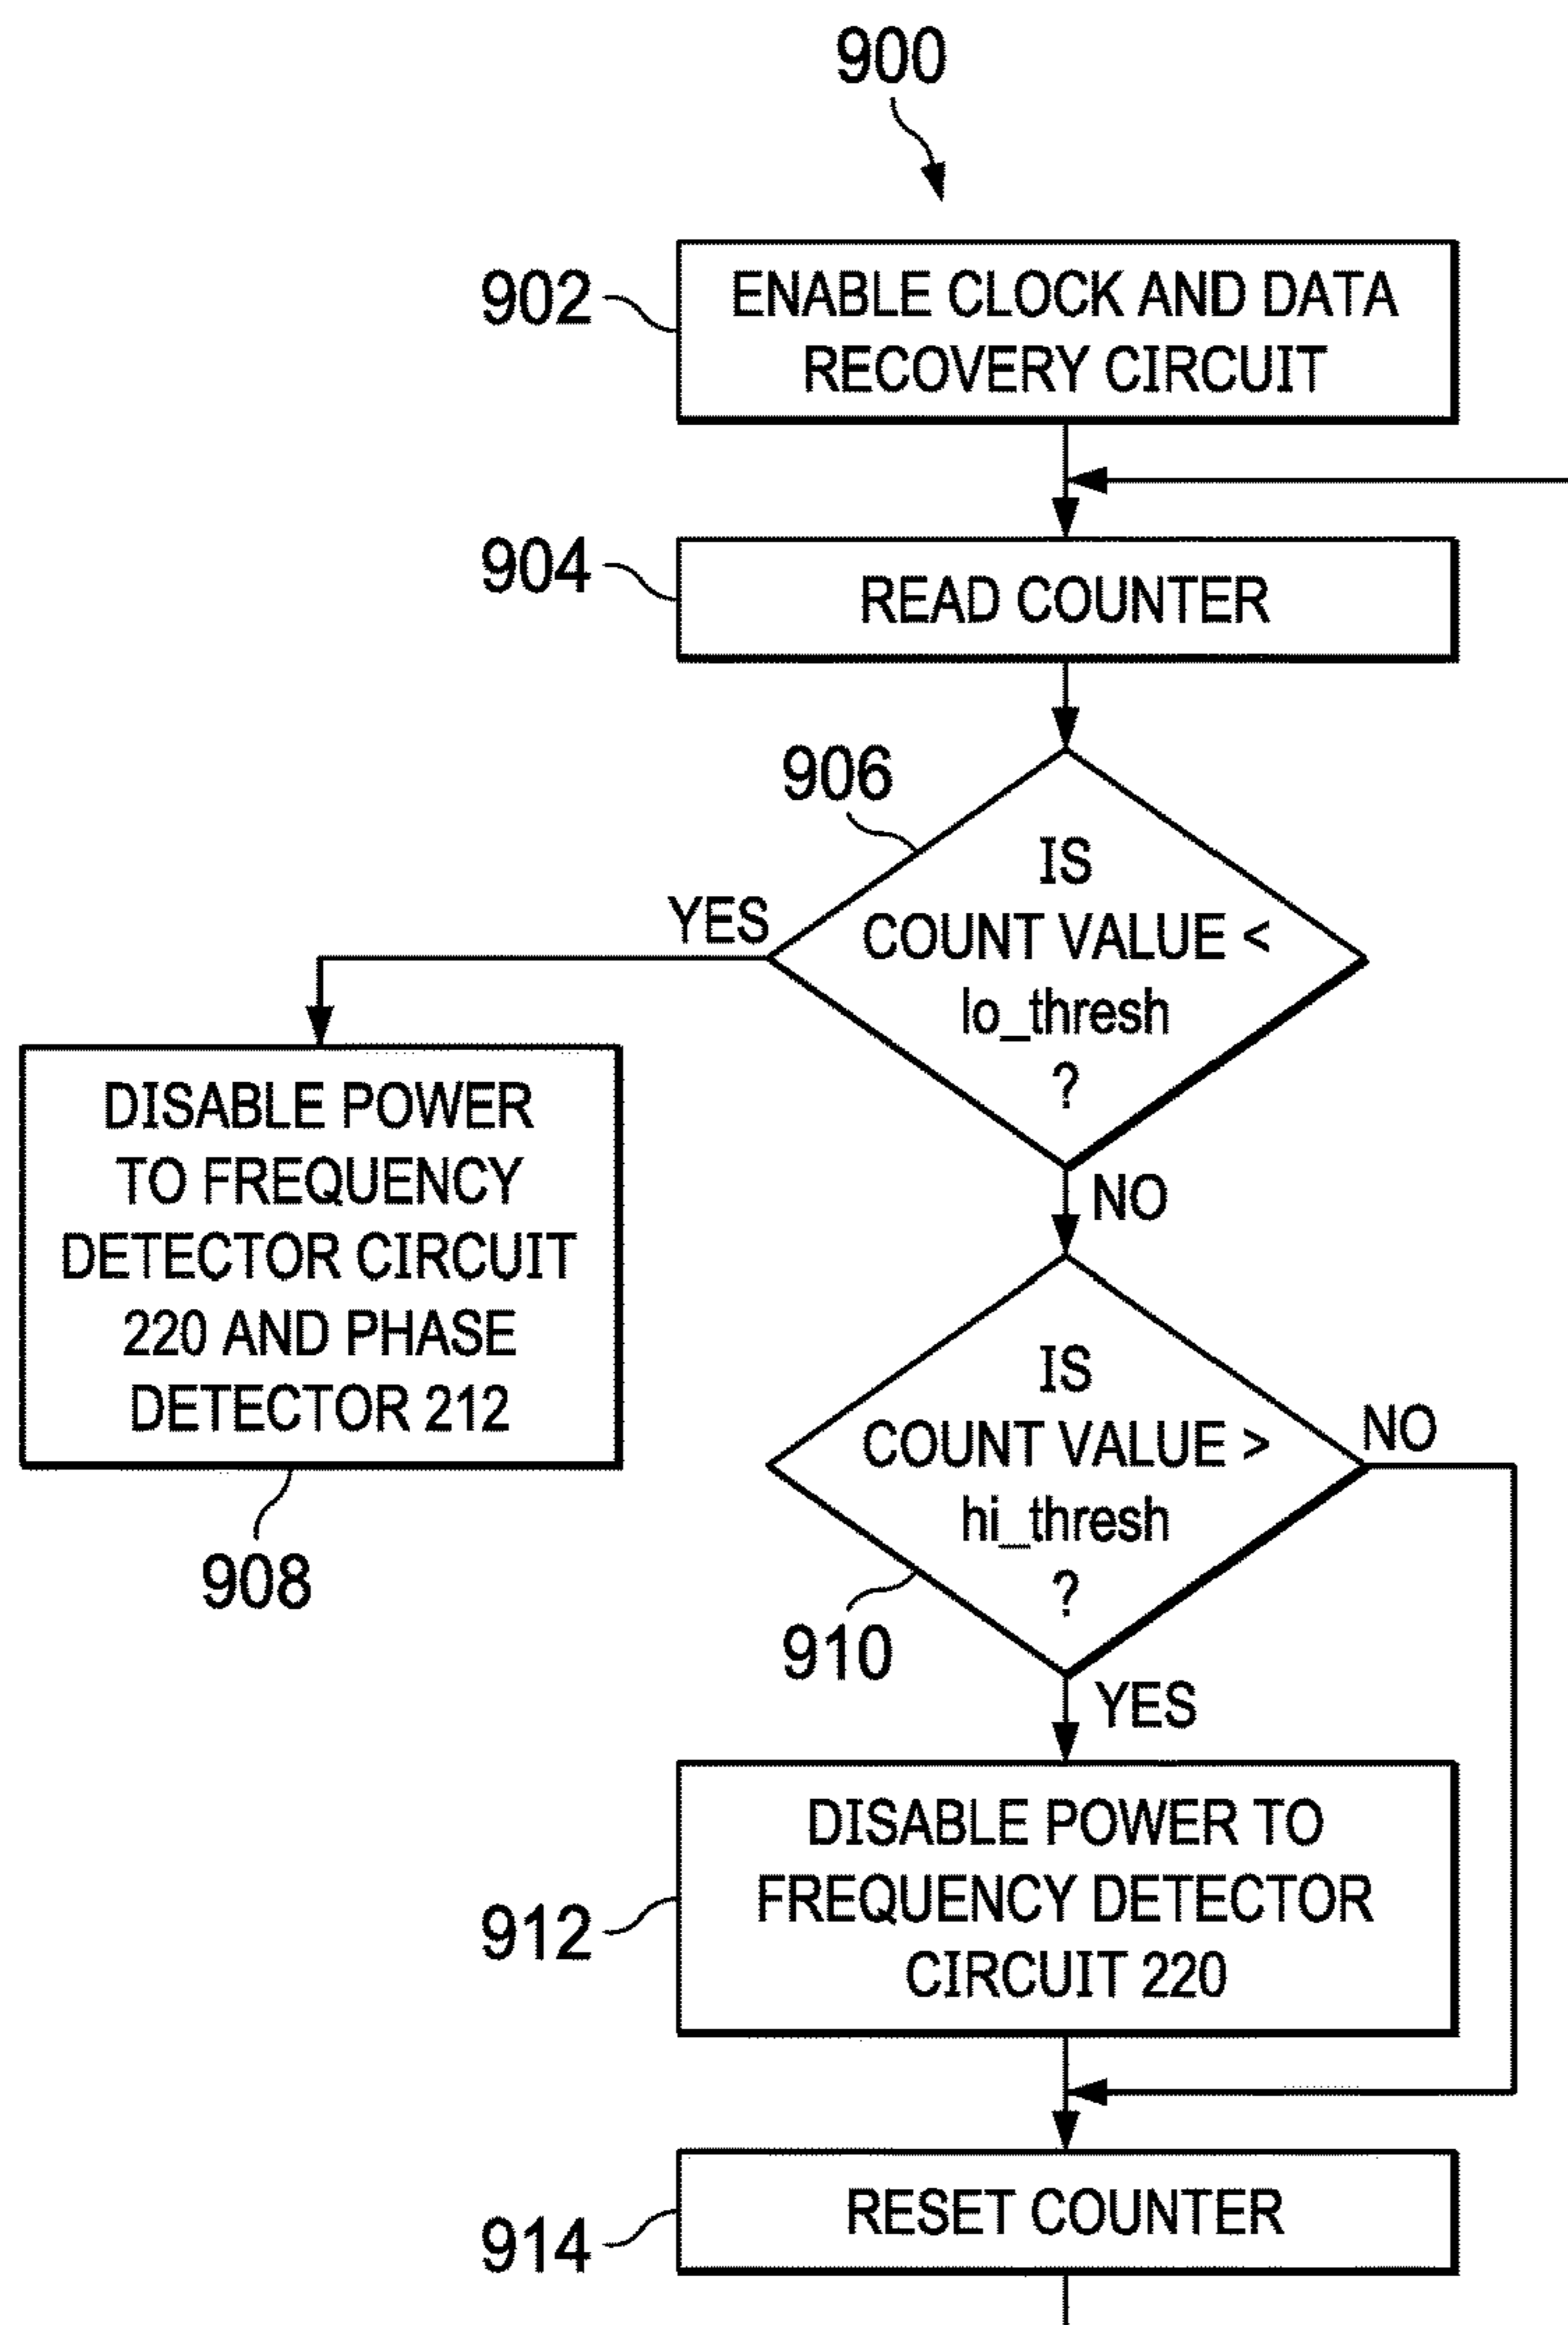 900
902
ENABLE CLOCK AND DATA
RECOVERY CIRCUIT
904
READ COUNTER
906
IS
COUNT VALUE <
lo_thresh
?
YES
NO
DISABLE POWER
TO FREQUENCY
DETECTOR CIRCUIT
220 AND PHASE
DETECTOR 212
908
IS
COUNT VALUE >
hi_thresh
?
NO
910
YES
912
DISABLE POWER TO
FREQUENCY DETECTOR
CIRCUIT 220
914
RESET COUNTER